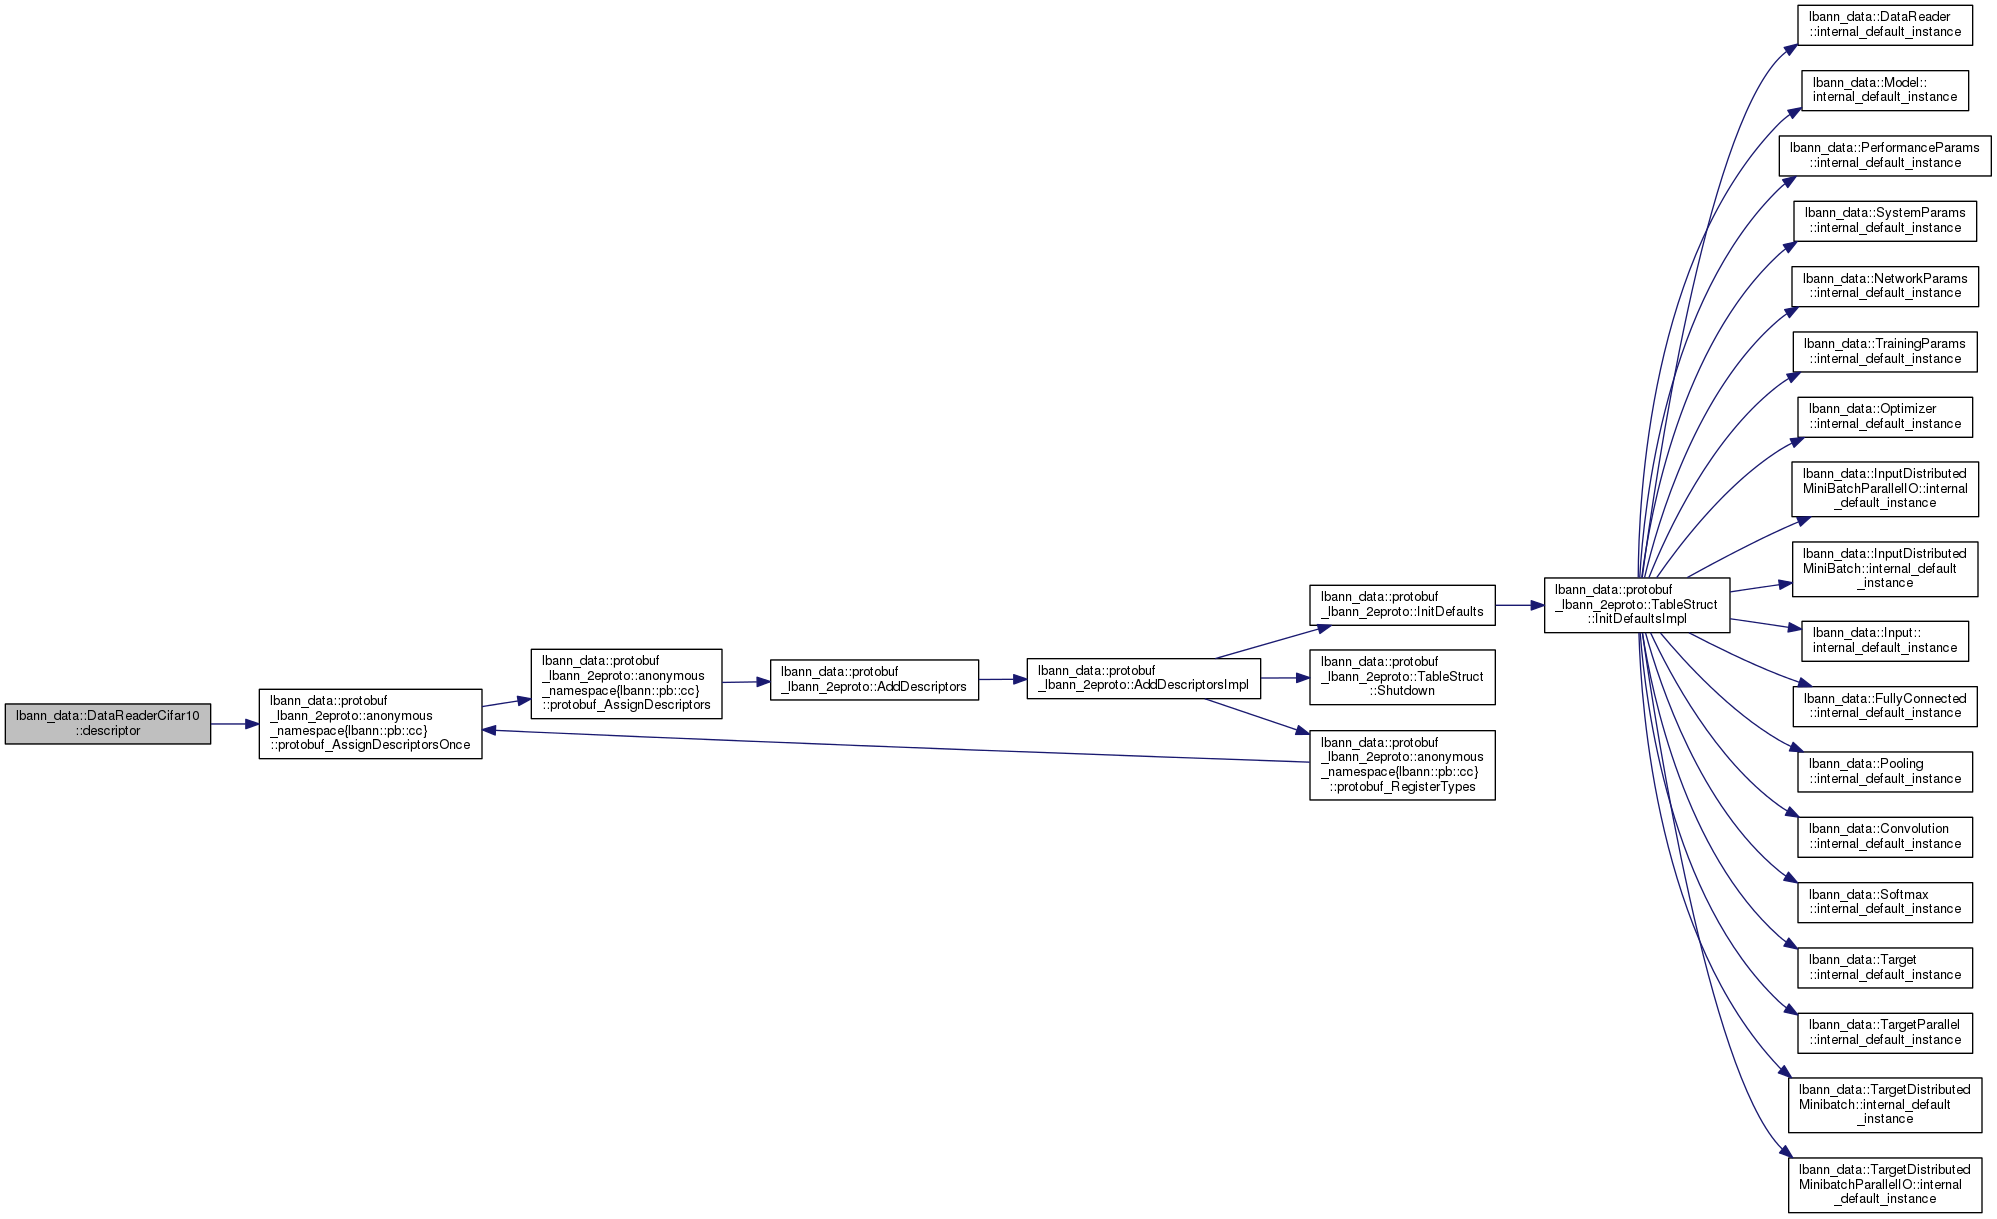 lbann_data::DataReaderCifar10
::descriptor
lbann_data::protobuf
_lbann_2eproto::anonymous
_namespace{lbann::pb::cc}
::protobuf_AssignDescriptorsOnce
lbann_data::protobuf
_lbann_2eproto::anonymous
_namespace{lbann::pb::cc}
::protobuf_AssignDescriptors
lbann_data::protobuf
_lbann_2eproto::AddDescriptors
lbann_data::protobuf
_lbann_2eproto::AddDescriptorsImpl
lbann_data::protobuf
_lbann_2eproto::InitDefaults
lbann_data::protobuf
_lbann_2eproto::TableStruct
::Shutdown
lbann_data::protobuf
_lbann_2eproto::anonymous
_namespace{lbann::pb::cc}
::protobuf_RegisterTypes
lbann_data::protobuf
_lbann_2eproto::TableStruct
::InitDefaultsImpl
lbann_data::DataReader
::internal_default_instance
lbann_data::Model::
internal_default_instance
lbann_data::PerformanceParams
::internal_default_instance
lbann_data::SystemParams
::internal_default_instance
lbann_data::NetworkParams
::internal_default_instance
lbann_data::TrainingParams
::internal_default_instance
lbann_data::Optimizer
::internal_default_instance
lbann_data::InputDistributed
MiniBatchParallelIO::internal
_default_instance
lbann_data::InputDistributed
MiniBatch::internal_default
_instance
lbann_data::Input::
internal_default_instance
lbann_data::FullyConnected
::internal_default_instance
lbann_data::Pooling
::internal_default_instance
lbann_data::Convolution
::internal_default_instance
lbann_data::Softmax
::internal_default_instance
lbann_data::Target
::internal_default_instance
lbann_data::TargetParallel
::internal_default_instance
lbann_data::TargetDistributed
Minibatch::internal_default
_instance
lbann_data::TargetDistributed
MinibatchParallelIO::internal
_default_instance